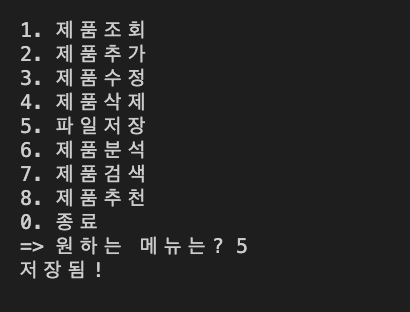 1. 제품조회
2. 제품추가
3. 제품수정
4. 제품삭제
5. 파일저장
6. 제품분석
7. 제품검색
8. 제품추천
0. 종료
=> 원하는 메뉴는? 5
저장됨!